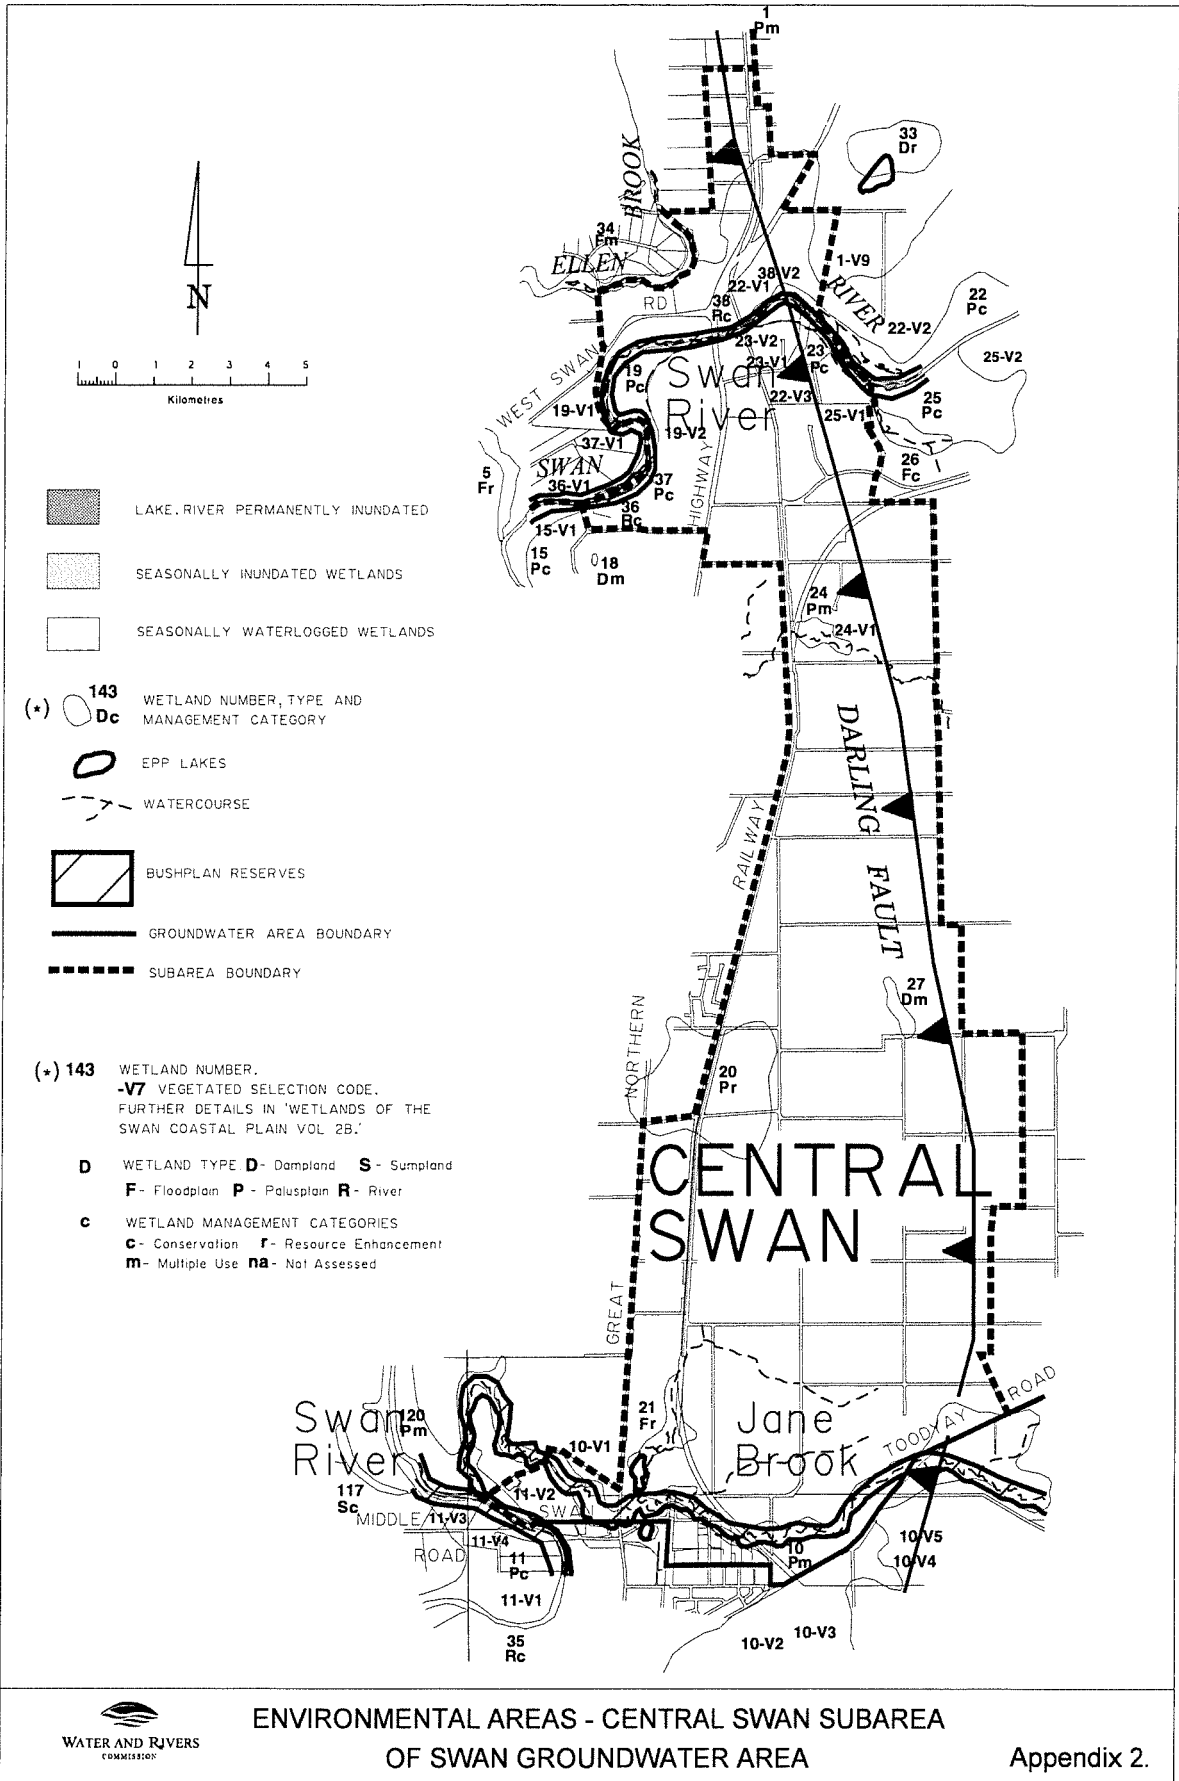 1
Pm
33
Dr
BROOK
34
Fm
ELLEN
1-V9
38-V2
22-V1
RD
38
Rc
RIVER
22
Pc
22-V2
23-V2
23-V1
23
Pc
25-V2
WEST SWAN
19
Pc
Swan
River
22-V3
25-V1
25
Pc
19-V1
19-V2
37-V1
SWAN
5
Fr
36-V1
37
Pc
36
Rc
HIGHWAY
26
Fc
15-V1
15
Pc
18
Dm
24
Pm
24-V1
N
1 0 1 2 3 4 5
Kilometres
LAKE, RIVER PERMANENTLY INUNDATED
SEASONALLY INUNDATED WETLANDS
SEASONALLY WATERLOGGED WETLANDS
(*) 143 Dc WETLAND NUMBER, TYPE AND
MANAGEMENT CATEGORY
EPP LAKES
WATERCOURSE
BUSHPLAN RESERVES
GROUNDWATER AREA BOUNDARY
SUBAREA BOUNDARY
(*) 143 WETLAND NUMBER.
-V7 VEGETATED SELECTION CODE.
FURTHER DETAILS IN 'WETLANDS OF THE
SWAN COASTAL PLAIN VOL 2B.'
D WETLAND TYPE. D- Dampland S- Sumpland
F- Floodplain P- Palusplain R- River
c WETLAND MANAGEMENT CATEGORIES
c- Conservation r- Resource Enhancement
m- Multiple Use na- Not Assessed
DARLING
FAULT
RAILWAY
NORTHERN
27
Dm
20
Pr
CENTRAL
SWAN
GREAT
Swan
River
120
Pm
21
Fr
Jane
Brook
TOODYAY
ROAD
10-V1
11-V2
117
Sc
MIDDLE
SWAN
ROAD
11-V3
11-V4
11
Pc
11-V1
35
Rc
10
Pm
10-V5
10-V4
10-V3
10-V2
WATER AND RIVERS
COMMISSION
ENVIRONMENTAL AREAS - CENTRAL SWAN SUBAREA
OF SWAN GROUNDWATER AREA
Appendix 2.